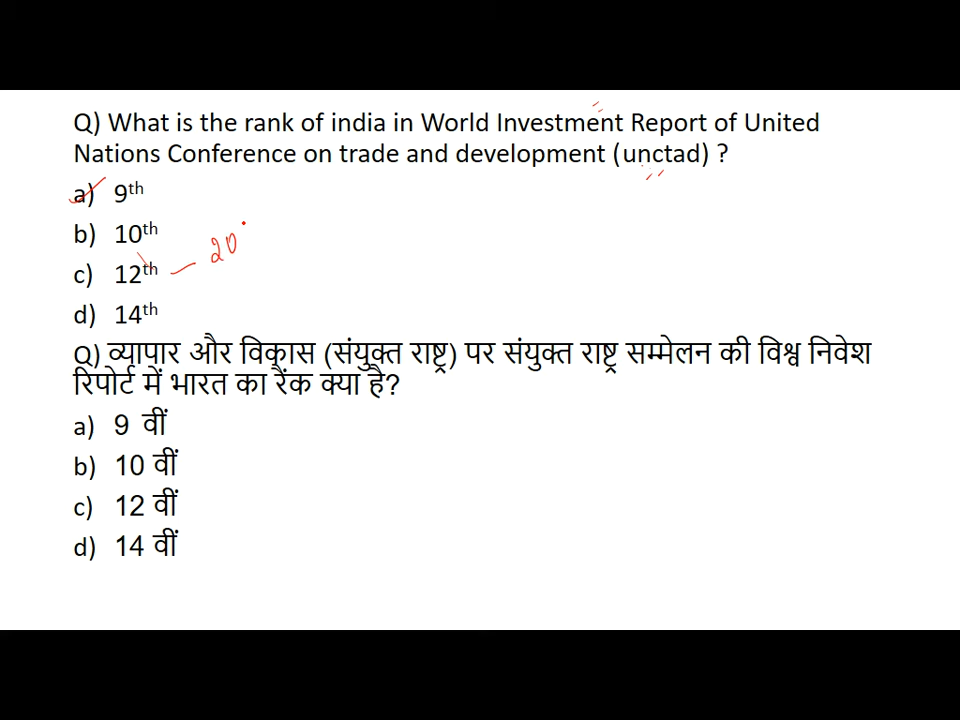 Q) What is the rank of india in World Investment Report of United
Nations Conference on trade and development (unctad) ?
a) 9th
b) 10th
c) 12th – 20
d) 14th
Q) व्यापार और विकास (संयुक्त राष्ट्र) पर संयुक्त राष्ट्र सम्मेलन की विश्व निवेश
रिपोर्ट में भारत का रैंक क्या है?
a) 9 वीं
b) 10 वीं
c) 12 वीं
d) 14 वीं